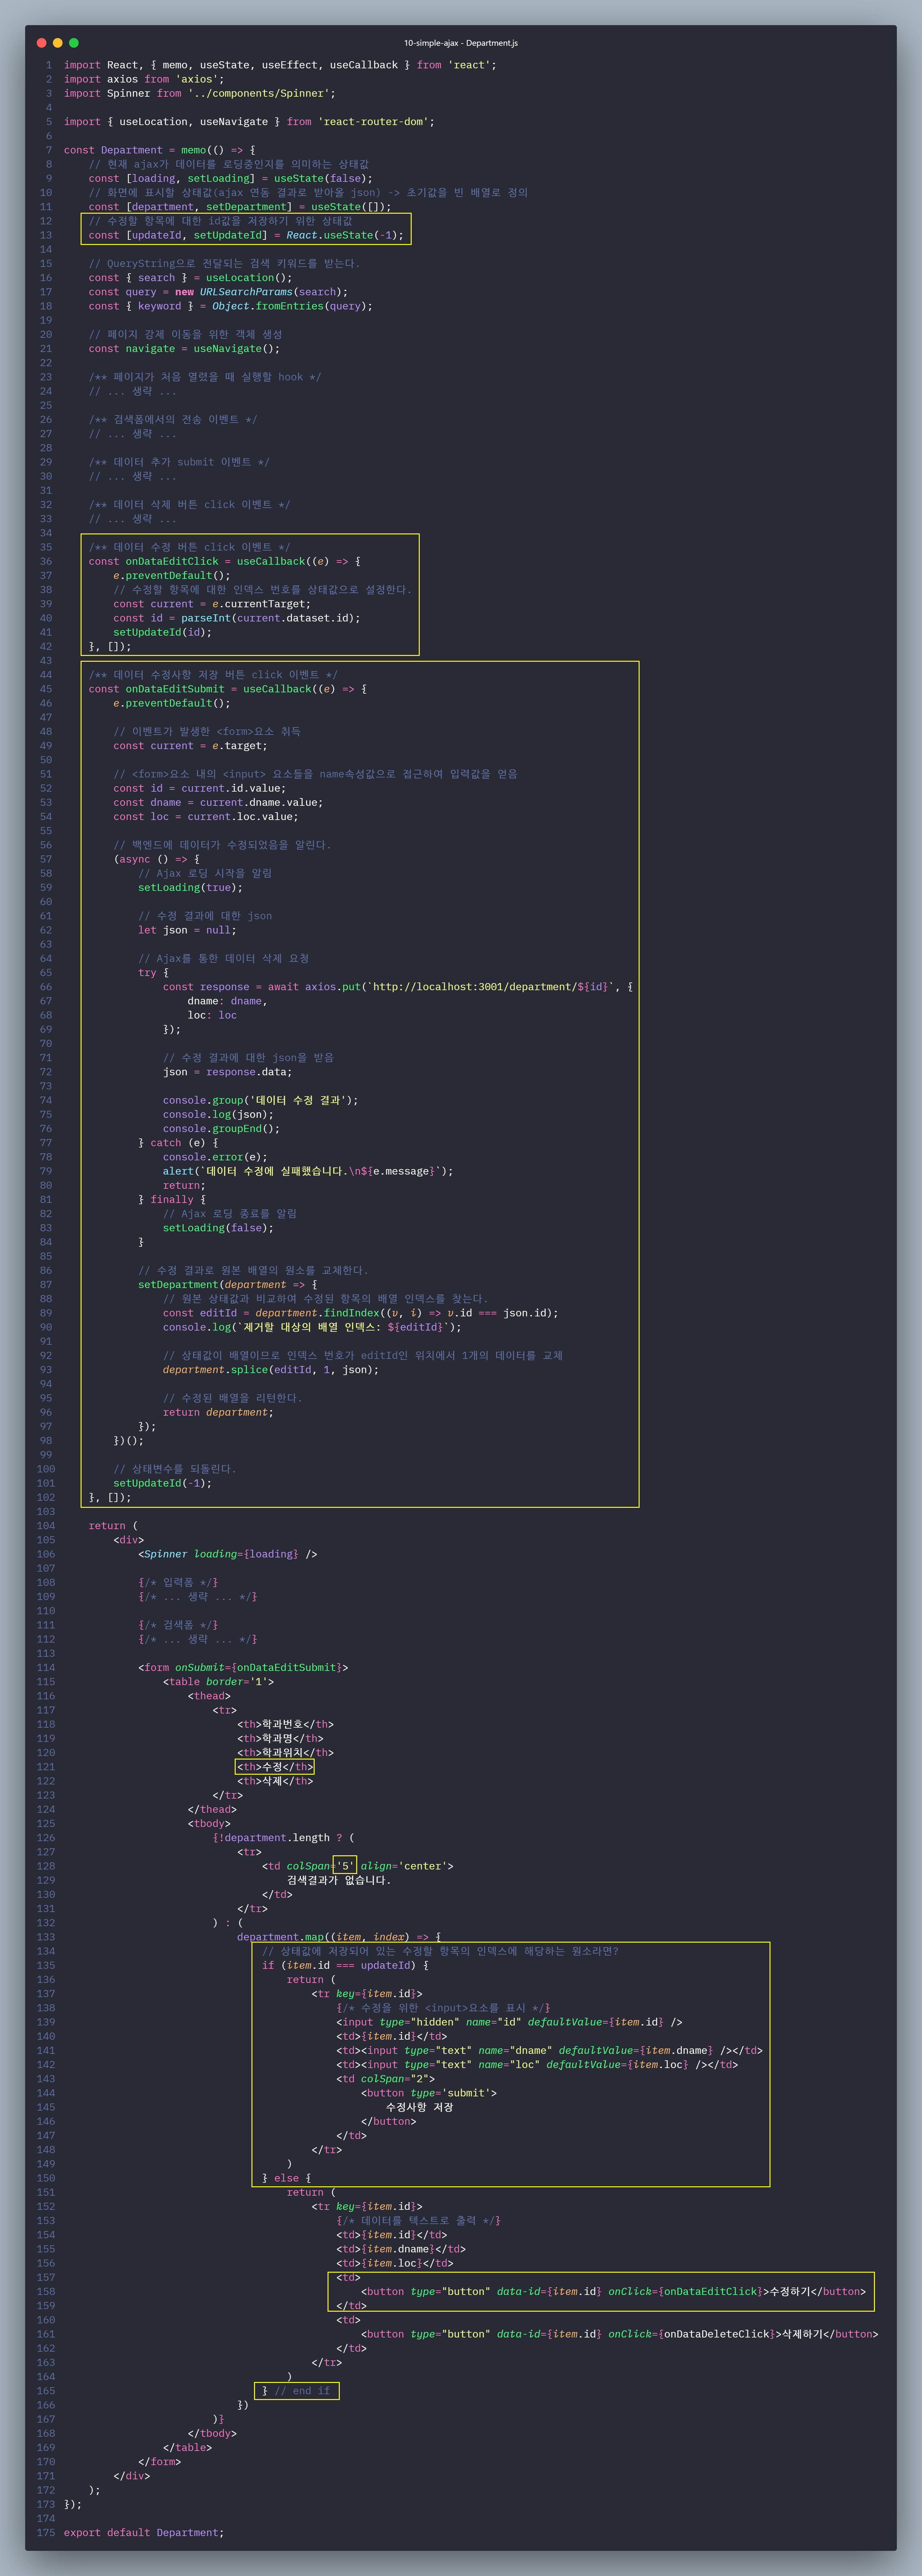 10-simple-ajax - Department.js
1 import React, { memo, useState, useEffect, useCallback } from 'react';
2 import axios from 'axios';
3 import Spinner from '../components/Spinner';
4
5 import { useLocation, useNavigate } from 'react-router-dom';
6
7 const Department = memo(() => {
8     // 현재 ajax가 데이터를 로딩중인지를 의미하는 상태값
9     const [loading, setLoading] = useState(false);
10     // 화면에 표시할 상태값(ajax 연동 결과로 받아올 json) -> 초기값을 빈 배열로 정의
11     const [department, setDepartment] = useState([]);
12     // 수정할 항목에 대한 id값을 저장하기 위한 상태값
13     const [updateId, setUpdateId] = React.useState(-1);
14
15     // QueryString으로 전달되는 검색 키워드를 받는다.
16     const { search } = useLocation();
17     const query = new URLSearchParams(search);
18     const { keyword } = Object.fromEntries(query);
19
20     // 페이지 강제 이동을 위한 객체 생성
21     const navigate = useNavigate();
22
23     /** 페이지가 처음 열렸을 때 실행할 hook */
24     // ... 생략 ...
25
26     /** 검색폼에서의 전송 이벤트 */
27     // ... 생략 ...
28
29     /** 데이터 추가 submit 이벤트 */
30     // ... 생략 ...
31
32     /** 데이터 삭제 버튼 click 이벤트 */
33     // ... 생략 ...
34
35     /** 데이터 수정 버튼 click 이벤트 */
36     const onDataEditClick = useCallback((e) => {
37         e.preventDefault();
38         // 수정할 항목에 대한 인덱스 번호를 상태값으로 설정한다.
39         const current = e.currentTarget;
40         const id = parseInt(current.dataset.id);
41         setUpdateId(id);
42     }, []);
43
44     /** 데이터 수정사항 저장 버튼 click 이벤트 */
45     const onDataEditSubmit = useCallback((e) => {
46         e.preventDefault();
47
48         // 이벤트가 발생한 <form>요소 취득
49         const current = e.target;
50
51         // <form>요소 내의 <input> 요소들을 name속성값으로 접근하여 입력값을 얻음
52         const id = current.id.value;
53         const dname = current.dname.value;
54         const loc = current.loc.value;
55
56         // 백엔드에 데이터가 수정되었음을 알린다.
57         (async () => {
58             // Ajax 로딩 시작을 알림
59             setLoading(true);
60
61             // 수정 결과에 대한 json
62             let json = null;
63
64             // Ajax를 통한 데이터 삭제 요청
65             try {
66                 const response = await axios.put(`http://localhost:3001/department/${id}`, {
67                     dname: dname,
68                     loc: loc
69                 });
70
71                 // 수정 결과에 대한 json을 받음
72                 json = response.data;
73
74                 console.group('데이터 수정 결과');
75                 console.log(json);
76                 console.groupEnd();
77             } catch (e) {
78                 console.error(e);
79                 alert(`데이터 수정에 실패했습니다.\n${e.message}`);
80                 return;
81             } finally {
82                 // Ajax 로딩 종료를 알림
83                 setLoading(false);
84             }
85
86             // 수정 결과로 원본 배열의 원소를 교체한다.
87             setDepartment(department => {
88                 // 원본 상태값과 비교하여 수정된 항목의 배열 인덱스를 찾는다.
89                 const editId = department.findIndex((v, i) => v.id === json.id);
90                 console.log(`제거할 대상의 배열 인덱스: ${editId}`);
91
92                 // 상태값이 배열이므로 인덱스 번호가 editId인 위치에서 1개의 데이터를 교체
93                 department.splice(editId, 1, json);
94
95                 // 수정된 배열을 리턴한다.
96                 return department;
97             });
98         })();
99
100         // 상태변수를 되돌린다.
101         setUpdateId(-1);
102     }, []);
103
104     return (
105         <div>
106             <Spinner loading={loading} />
107
108             {/* 입력폼 */}
109             {/* ... 생략 ... */}
110
111             {/* 검색폼 */}
112             {/* ... 생략 ... */}
113
114             <form onSubmit={onDataEditSubmit}>
115                 <table border='1'>
116                     <thead>
117                         <tr>
118                             <th>학과번호</th>
119                             <th>학과명</th>
120                             <th>학과위치</th>
121                             <th>수정</th>
122                             <th>삭제</th>
123                         </tr>
124                     </thead>
125                     <tbody>
126                         {!department.length ? (
127                             <tr>
128                                 <td colSpan='5' align='center'>
129                                     검색결과가 없습니다.
130                                 </td>
131                             </tr>
132                         ) : (
133                             department.map((item, index) => {
134                                 // 상태값에 저장되어 있는 수정할 항목의 인덱스에 해당하는 원소라면?
135                                 if (item.id === updateId) {
136                                     return (
137                                         <tr key={item.id}>
138                                             {/* 수정을 위한 <input>요소를 표시 */}
139                                             <input type="hidden" name="id" defaultValue={item.id} />
140                                             <td>{item.id}</td>
141                                             <td><input type="text" name="dname" defaultValue={item.dname} /></td>
142                                             <td><input type="text" name="loc" defaultValue={item.loc} /></td>
143                                             <td colSpan="2">
144                                                 <button type='submit'>
145                                                     수정사항 저장
146                                                 </button>
147                                             </td>
148                                         </tr>
149                                     )
150                                 } else {
151                                     return (
152                                         <tr key={item.id}>
153                                             {/* 데이터를 텍스트로 출력 */}
154                                             <td>{item.id}</td>
155                                             <td>{item.dname}</td>
156                                             <td>{item.loc}</td>
157                                             <td>
158                                                 <button type="button" data-id={item.id} onClick={onDataEditClick}>수정하기</button>
159                                             </td>
160                                             <td>
161                                                 <button type="button" data-id={item.id} onClick={onDataDeleteClick}>삭제하기</button>
162                                             </td>
163                                         </tr>
164                                     )
165                                 } // end if
166                             })
167                         )}
168                     </tbody>
169                 </table>
170             </form>
171         </div>
172     );
173 });
174
175 export default Department;